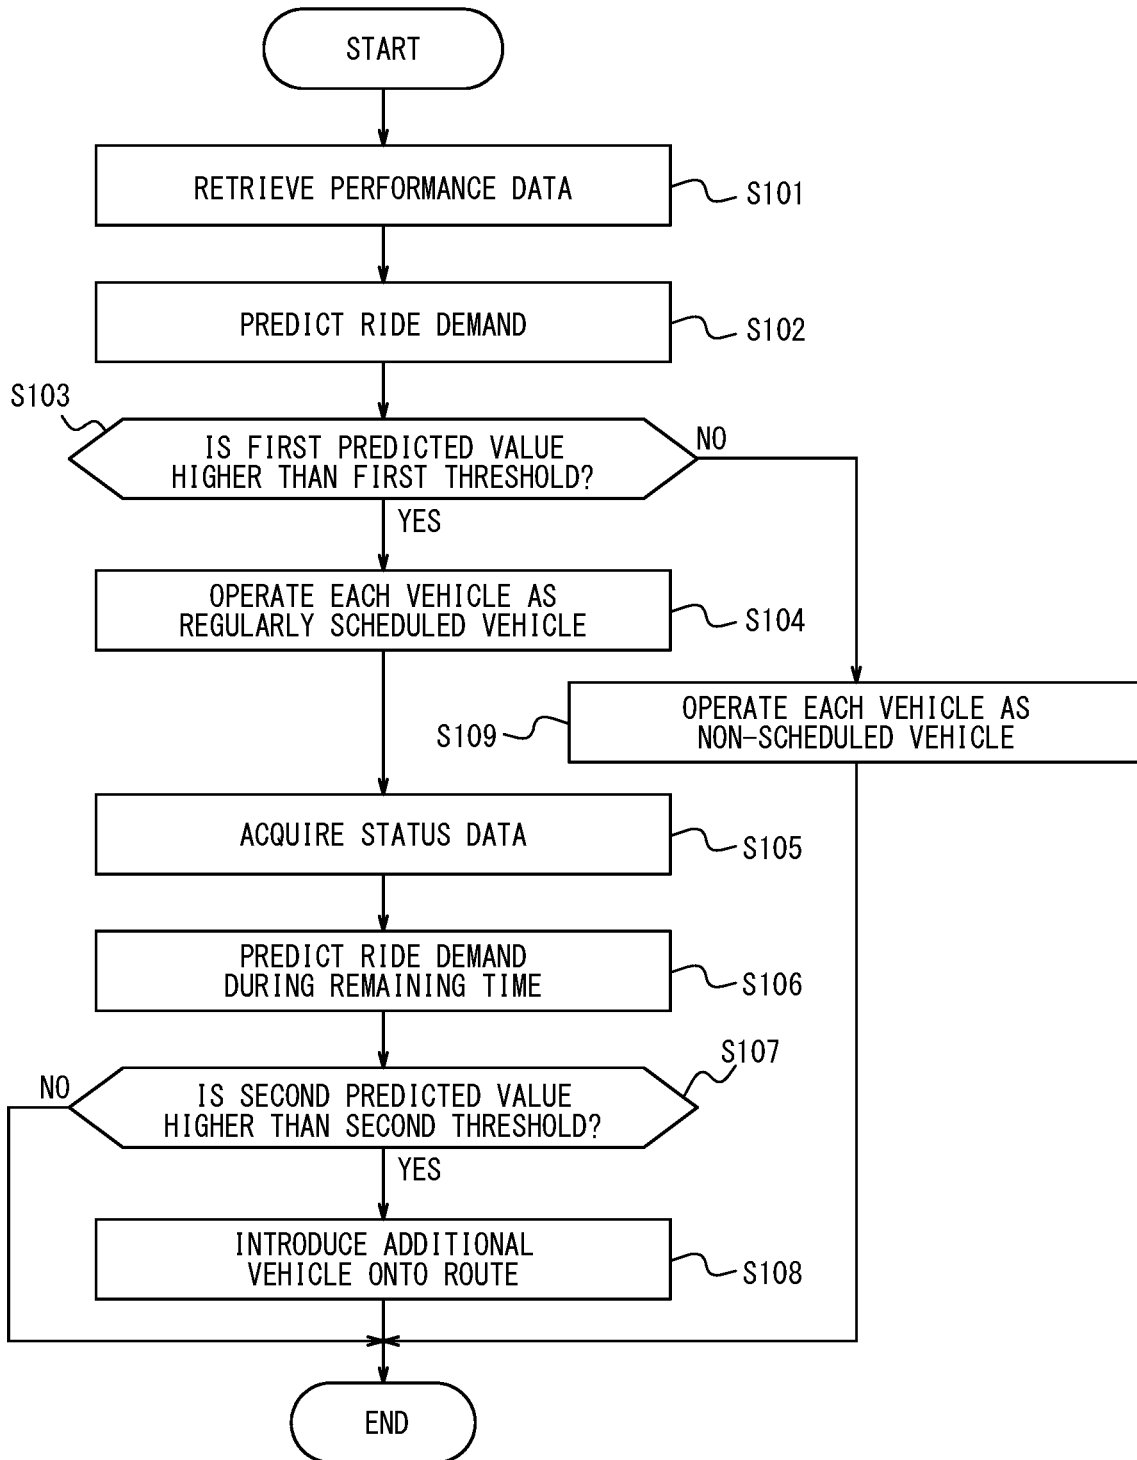 START
RETRIEVE PERFORMANCE DATA
S101
PREDICT RIDE DEMAND
S102
S103
IS FIRST PREDICTED VALUE
HIGHER THAN FIRST THRESHOLD?
NO
YES
OPERATE EACH VEHICLE AS
REGULARLY SCHEDULED VEHICLE
S104
OPERATE EACH VEHICLE AS
NON-SCHEDULED VEHICLE
S109
ACQUIRE STATUS DATA
S105
PREDICT RIDE DEMAND
DURING REMAINING TIME
S106
S107
NO
IS SECOND PREDICTED VALUE
HIGHER THAN SECOND THRESHOLD?
YES
INTRODUCE ADDITIONAL
VEHICLE ONTO ROUTE
S108
END